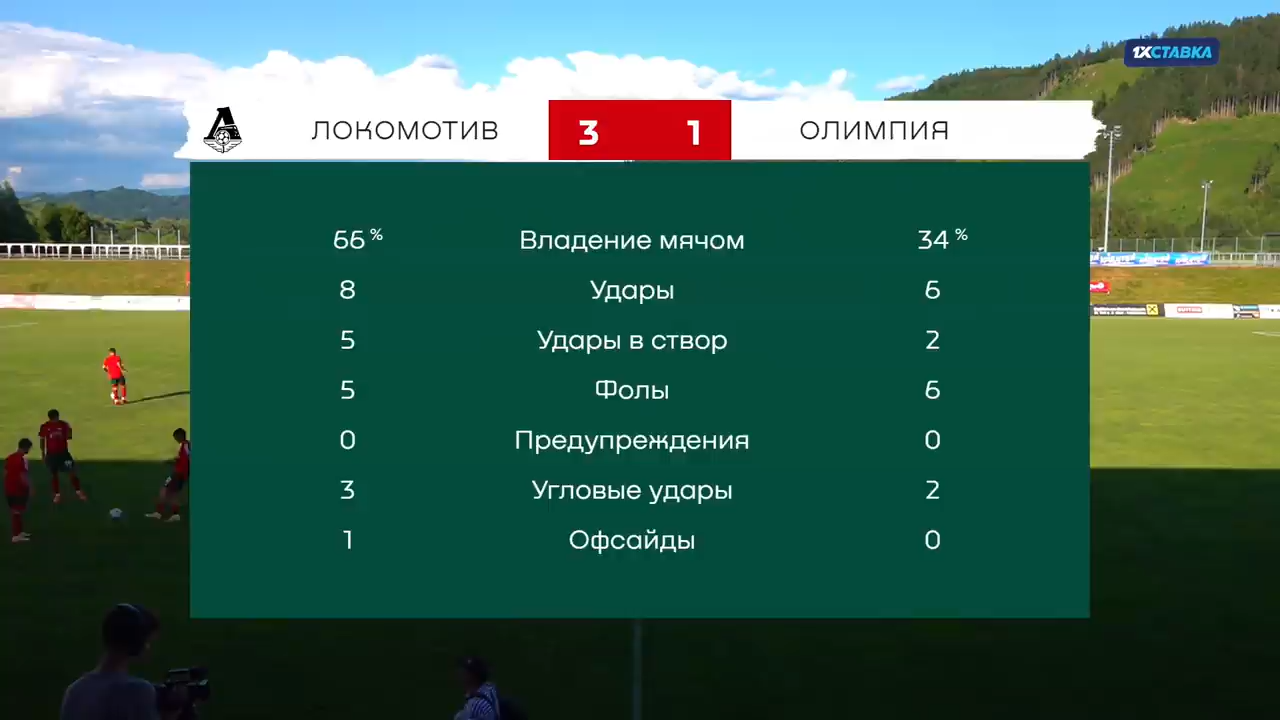 1XСТАВКА
ЛОКОМОТИВ 3 1 ОЛИМПИЯ
66 % Владение мячом 34 %
8 Удары 6
5 Удары в створ 2
5 Фолы 6
0 Предупреждения 0
3 Угловые удары 2
1 Офсайды 0